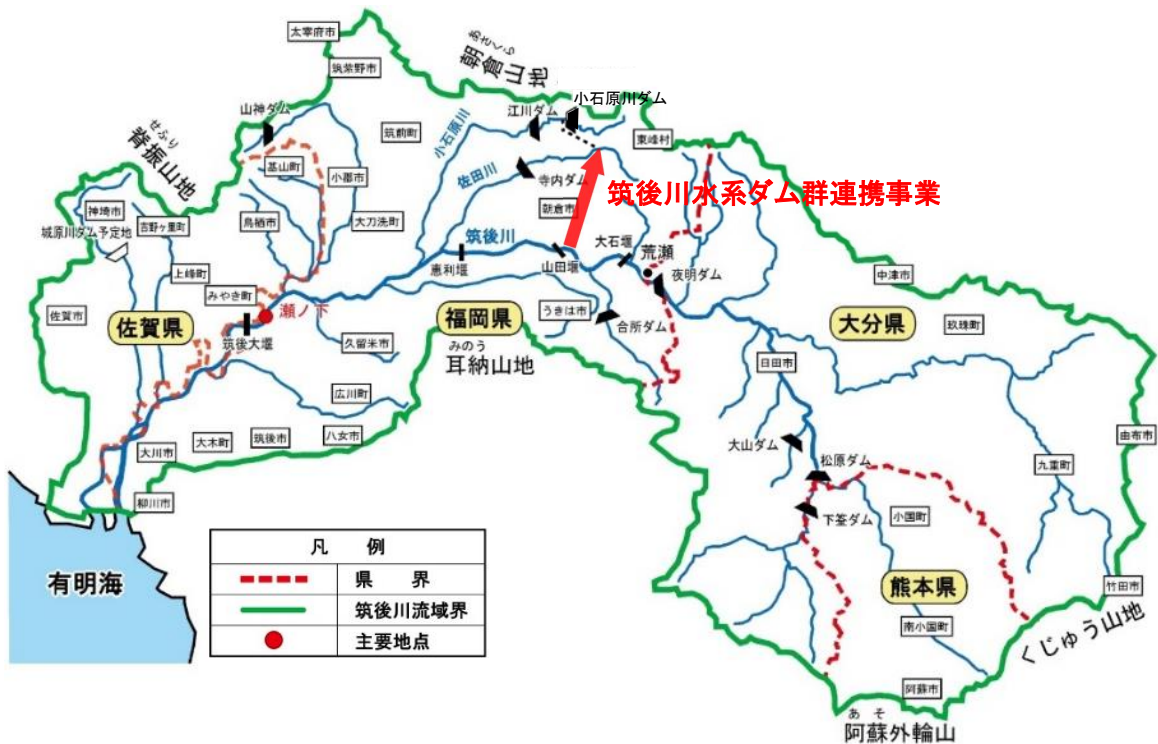 太宰府市
筑紫野市
あさくら
朝倉山地
小石原川ダム
江川ダム
山神ダム
せふり
脊振山地
筑前町
小石原川
東峰村
基山町
小郡市
佐田川
寺内ダム
筑後川水系ダム群連携事業
神埼市
吉野ヶ里町
鳥栖市
大刀洗町
朝倉市
城原川ダム予定地
筑後川
大石堰
荒瀬
上峰町
恵利堰
山田堰
夜明ダム
中津市
みやき町
瀬ノ下
うきは市
佐賀市
佐賀県
福岡県
合所ダム
大分県
玖珠町
筑後大堰
久留米市
みのう
耳納山地
日田市
広川町
大川市
大木町
筑後市
八女市
大山ダム
松原ダム
由布市
九重町
柳川市
下筌ダム
小国町
凡 例
県 界
筑後川流域界
主要地点
有明海
熊本県
竹田市
南小国町
くじゅう山地
阿蘇市
あそ
阿蘇外輪山